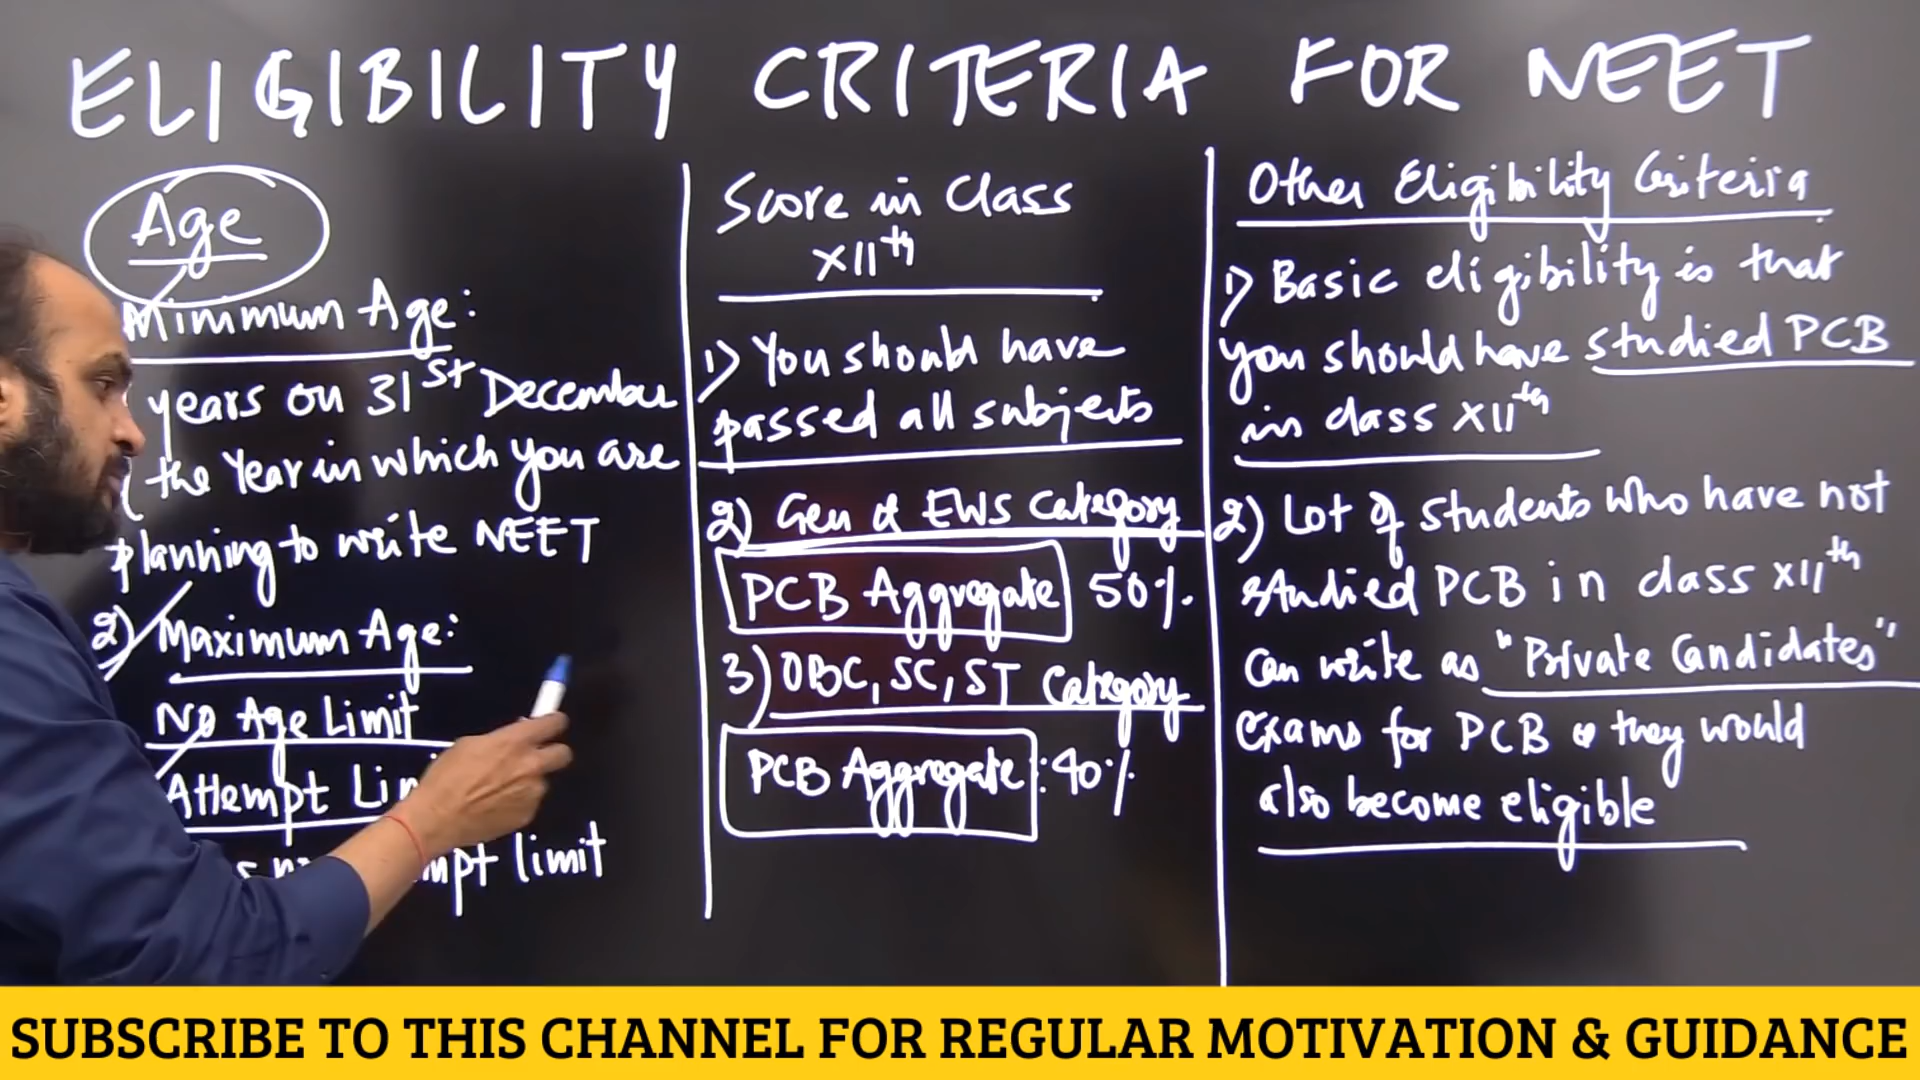 ELIGIBILITY CRITERIA FOR NEET
Age
Minimum Age:
years on 31st December
the Year in which you are
planning to write NEET
2) Maximum Age:
No Age Limit
Attempt
limit
Score in Class
XIIth
1) You should have
passed all subjects
2) Gen & EWS Category
PCB Aggregate 50%.
3) OBC, SC, ST Category
PCB Aggregate: 40%
Other Eligibility Criteria
1) Basic eligibility is that
you should have studied PCB
in class XIIth
2) Lot of students who have not
studied PCB in class XIIth
can write as "Private Candidates"
exams for PCB & they would
also become eligible
SUBSCRIBE TO THIS CHANNEL FOR REGULAR MOTIVATION & GUIDANCE